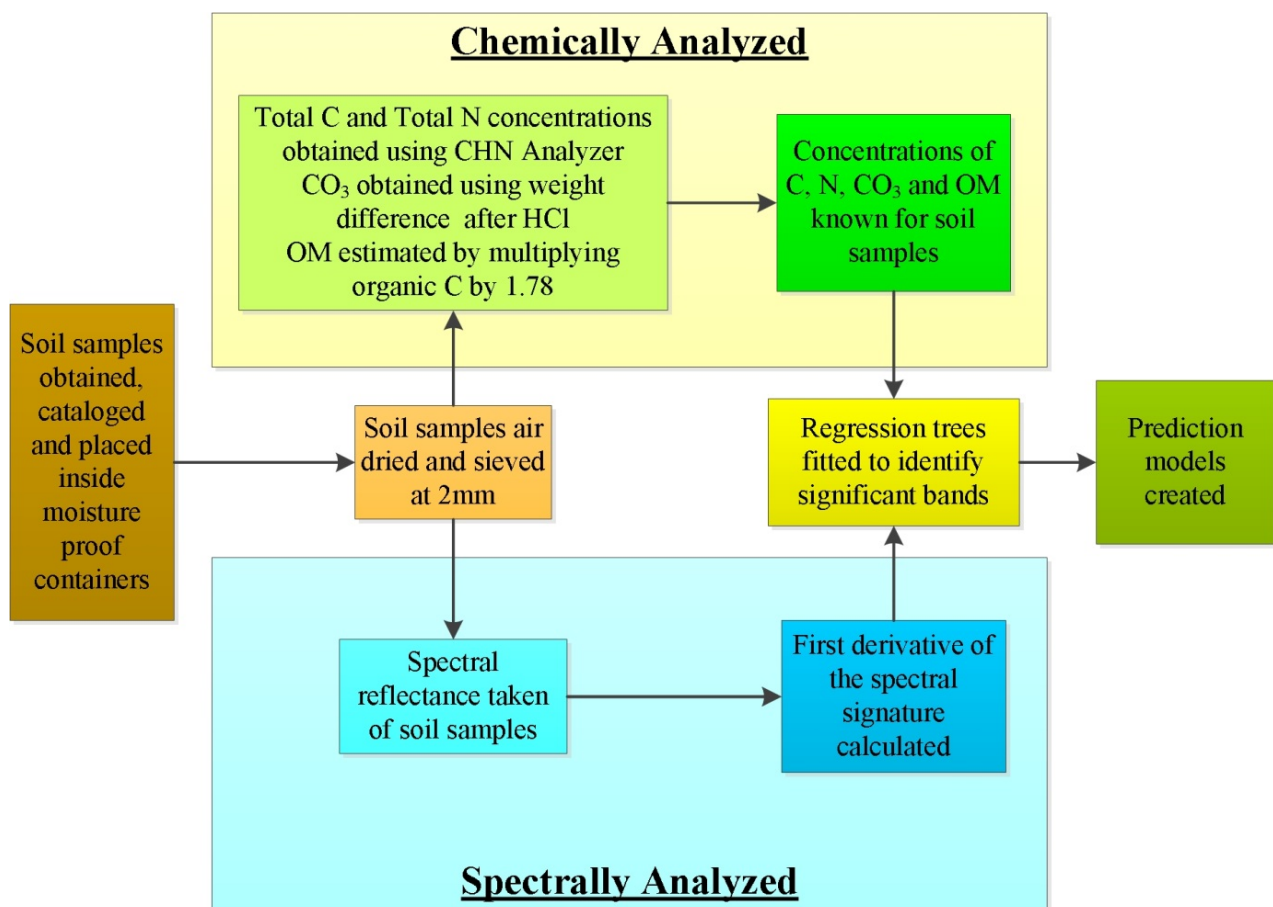 Chemically Analyzed
Total C and Total N concentrations
obtained using CHN Analyzer
CO₃ obtained using weight
difference after HCl
OM estimated by multiplying
organic C by 1.78
Concentrations of
C, N, CO₃ and OM
known for soil
samples
Soil samples
obtained,
cataloged
and placed
inside
moisture
proof
containers
Soil samples air
dried and sieved
at 2mm
Regression trees
fitted to identify
significant bands
Prediction
models
created
Spectral
reflectance taken
of soil samples
First derivative of
the spectral
signature
calculated
Spectrally Analyzed